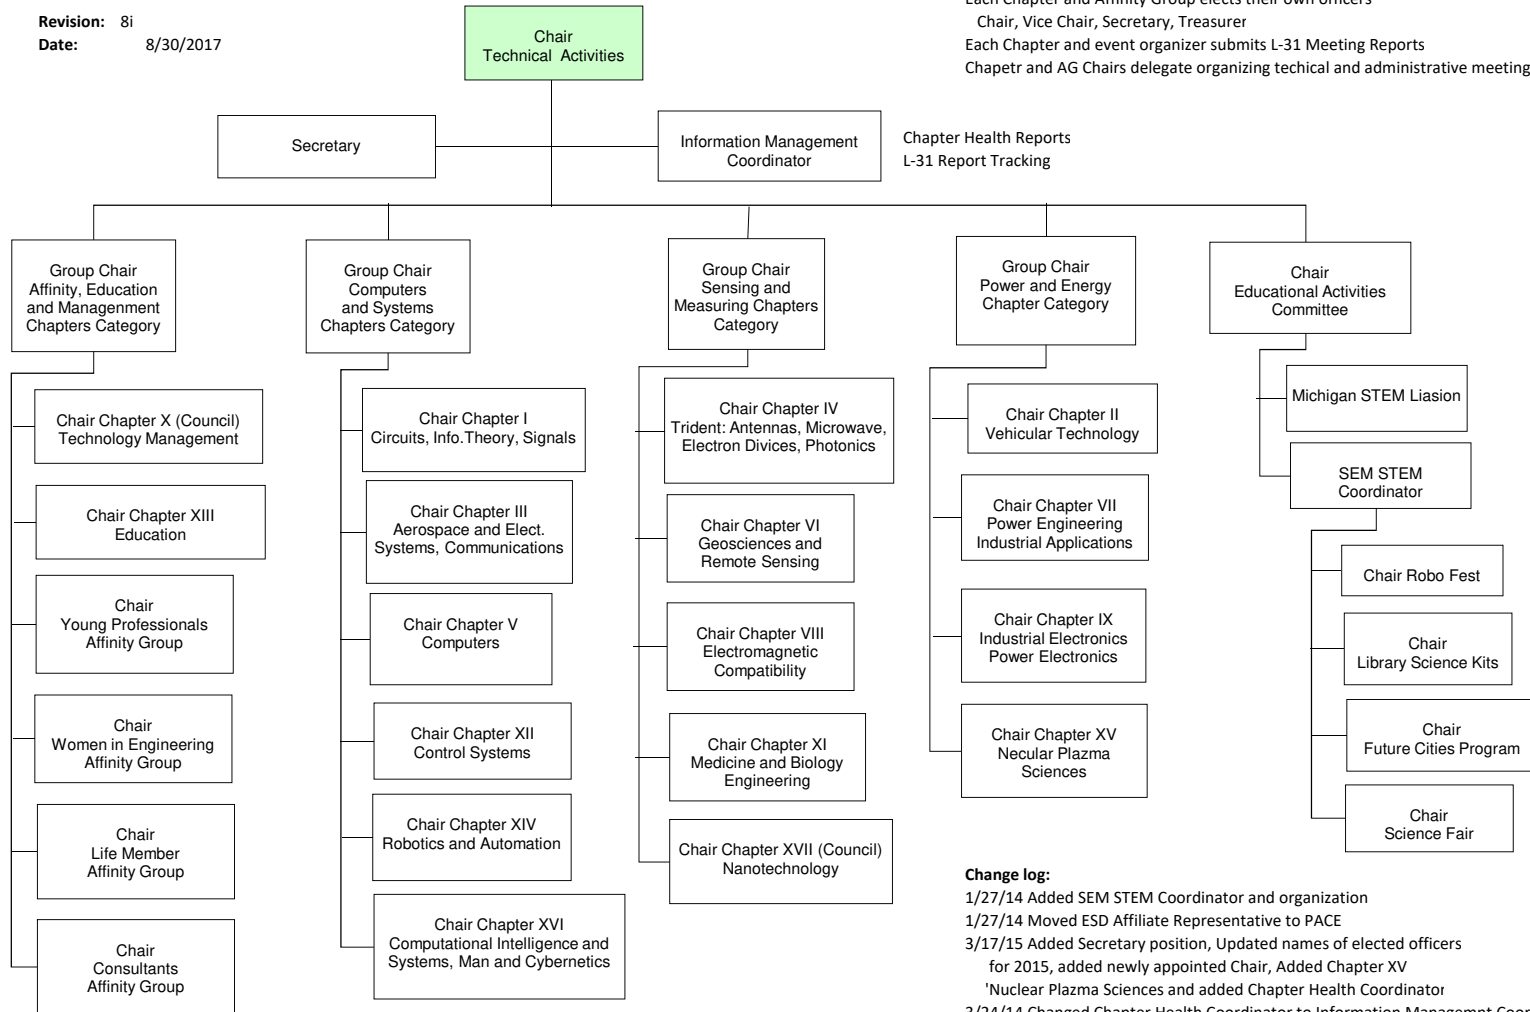 Revision: 8i
Date: 8/30/2017
Chair
Technical Activities
Each Chapter and Affinity Group elects their own officers
Chair, Vice Chair, Secretary, Treasurer
Each Chapter and event organizer submits L-31 Meeting Reports
Chapetr and AG Chairs delegate organizing techical and administrative meeting
Secretary
Information Management
Coordinator
Chapter Health Reports
L-31 Report Tracking
Group Chair
Affinity, Education
and Managenment
Chapters Category
Group Chair
Computers
and Systems
Chapters Category
Group Chair
Sensing and
Measuring Chapters
Category
Group Chair
Power and Energy
Chapter Category
Chair
Educational Activities
Committee
Chair Chapter X (Council)
Technology Management
Chair Chapter XIII
Education
Chair
Young Professionals
Affinity Group
Chair
Women in Engineering
Affinity Group
Chair
Life Member
Affinity Group
Chair
Consultants
Affinity Group
Chair Chapter I
Circuits, Info.Theory, Signals
Chair Chapter III
Aerospace and Elect.
Systems, Communications
Chair Chapter V
Computers
Chair Chapter XII
Control Systems
Chair Chapter XIV
Robotics and Automation
Chair Chapter XVI
Computational Intelligence and
Systems, Man and Cybernetics
Chair Chapter IV
Trident: Antennas, Microwave,
Electron Divices, Photonics
Chair Chapter VI
Geosciences and
Remote Sensing
Chair Chapter VIII
Electromagnetic
Compatibility
Chair Chapter XI
Medicine and Biology
Engineering
Chair Chapter XVII (Council)
Nanotechnology
Chair Chapter II
Vehicular Technology
Chair Chapter VII
Power Engineering
Industrial Applications
Chair Chapter IX
Industrial Electronics
Power Electronics
Chair Chapter XV
Necular Plazma
Sciences
Michigan STEM Liasion
SEM STEM
Coordinator
Chair Robo Fest
Chair
Library Science Kits
Chair
Future Cities Program
Chair
Science Fair
Change log:
1/27/14 Added SEM STEM Coordinator and organization
1/27/14 Moved ESD Affiliate Representative to PACE
3/17/15 Added Secretary position, Updated names of elected officers
for 2015, added newly appointed Chair, Added Chapter XV
'Nuclear Plazma Sciences and added Chapter Health Coordinator
3/24/14 Changed Chapter Health Coordinator to Information Managemnt Coor